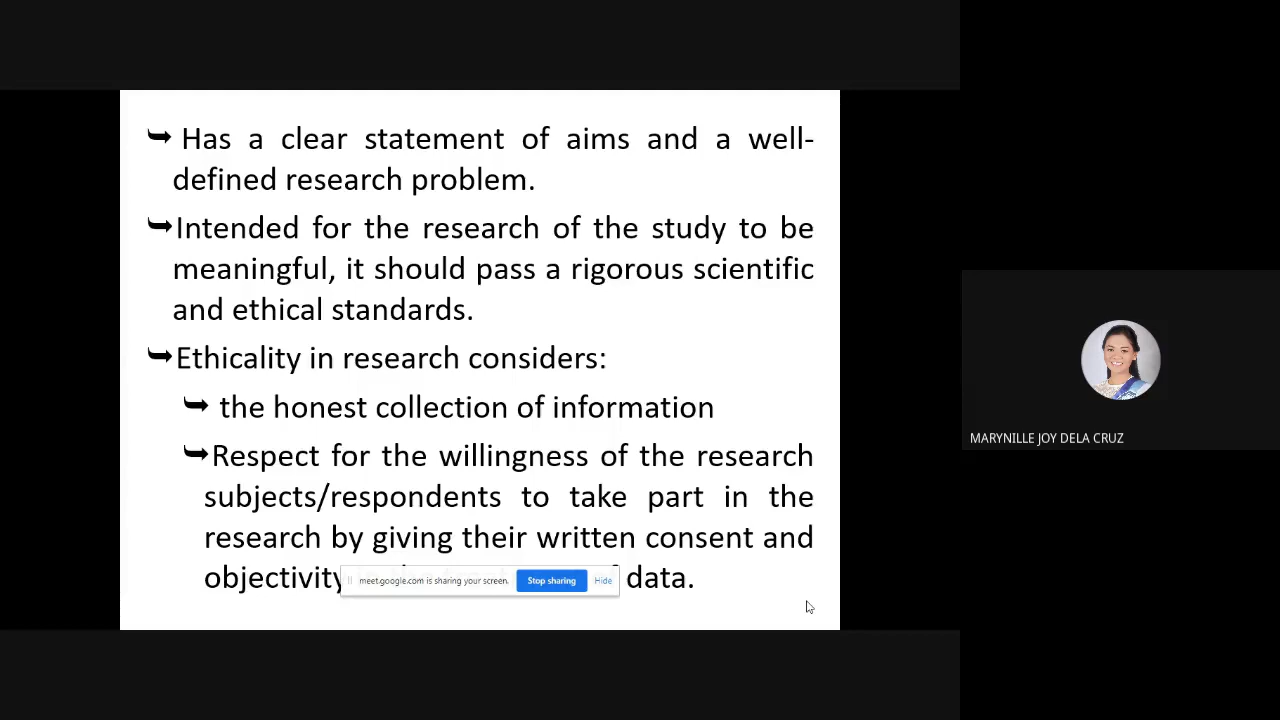 Has a clear statement of aims and a well-
defined research problem.
Intended for the research of the study to be
meaningful, it should pass a rigorous scientific
and ethical standards.
Ethicality in research considers:
the honest collection of information
Respect for the willingness of the research
subjects/respondents to take part in the
research by giving their written consent and
objectivity data.
meet.google.com is sharing your screen. Stop sharing Hide
MARYNILLE JOY DELA CRUZ